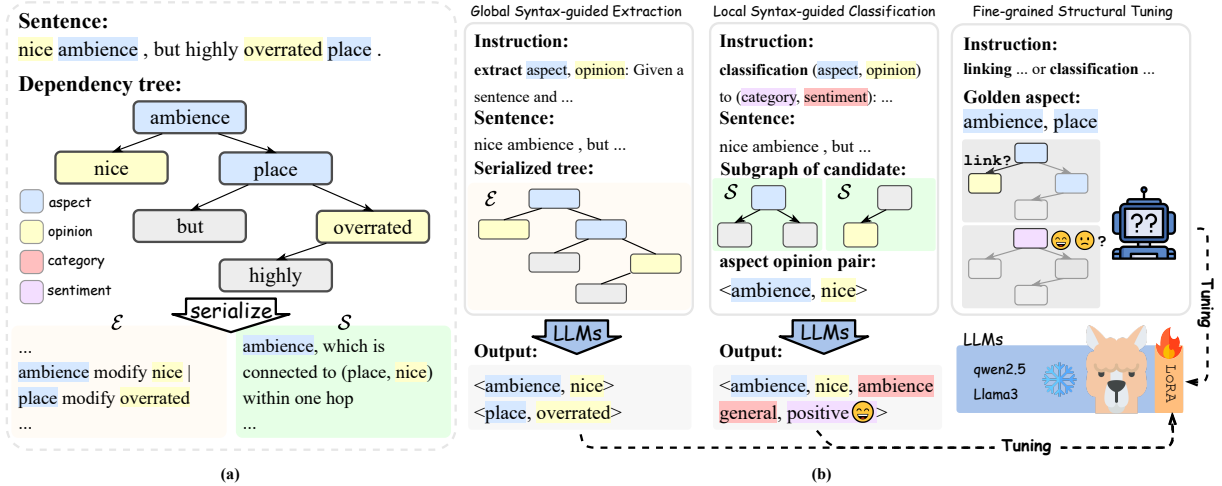 Sentence:
nice ambience , but highly overrated place .
Dependency tree:
ambience
nice
place
but
overrated
highly
aspect
opinion
category
sentiment
serialize
ℰ
𝒮
...
ambience modify nice |
place modify overrated
...
ambience, which is
connected to (place, nice)
within one hop
...
(a)
Global Syntax-guided Extraction
Instruction:
extract aspect, opinion: Given a
sentence and ...
Sentence:
nice ambience , but ...
Serialized tree:
ℰ
LLMs
Output:
<ambience, nice>
<place, overrated>
Local Syntax-guided Classification
Instruction:
classification (aspect, opinion)
to (category, sentiment): ...
Sentence:
nice ambience , but ...
Subgraph of candidate:
𝒮
𝒮
aspect opinion pair:
<ambience, nice>
LLMs
Output:
<ambience, nice, ambience
general, positive😄>
Fine-grained Structural Tuning
Instruction:
linking ... or classification ...
Golden aspect:
ambience, place
link?
??
?
Tuning
LLMs
qwen2.5
Llama3
LoRA
Tuning
(b)